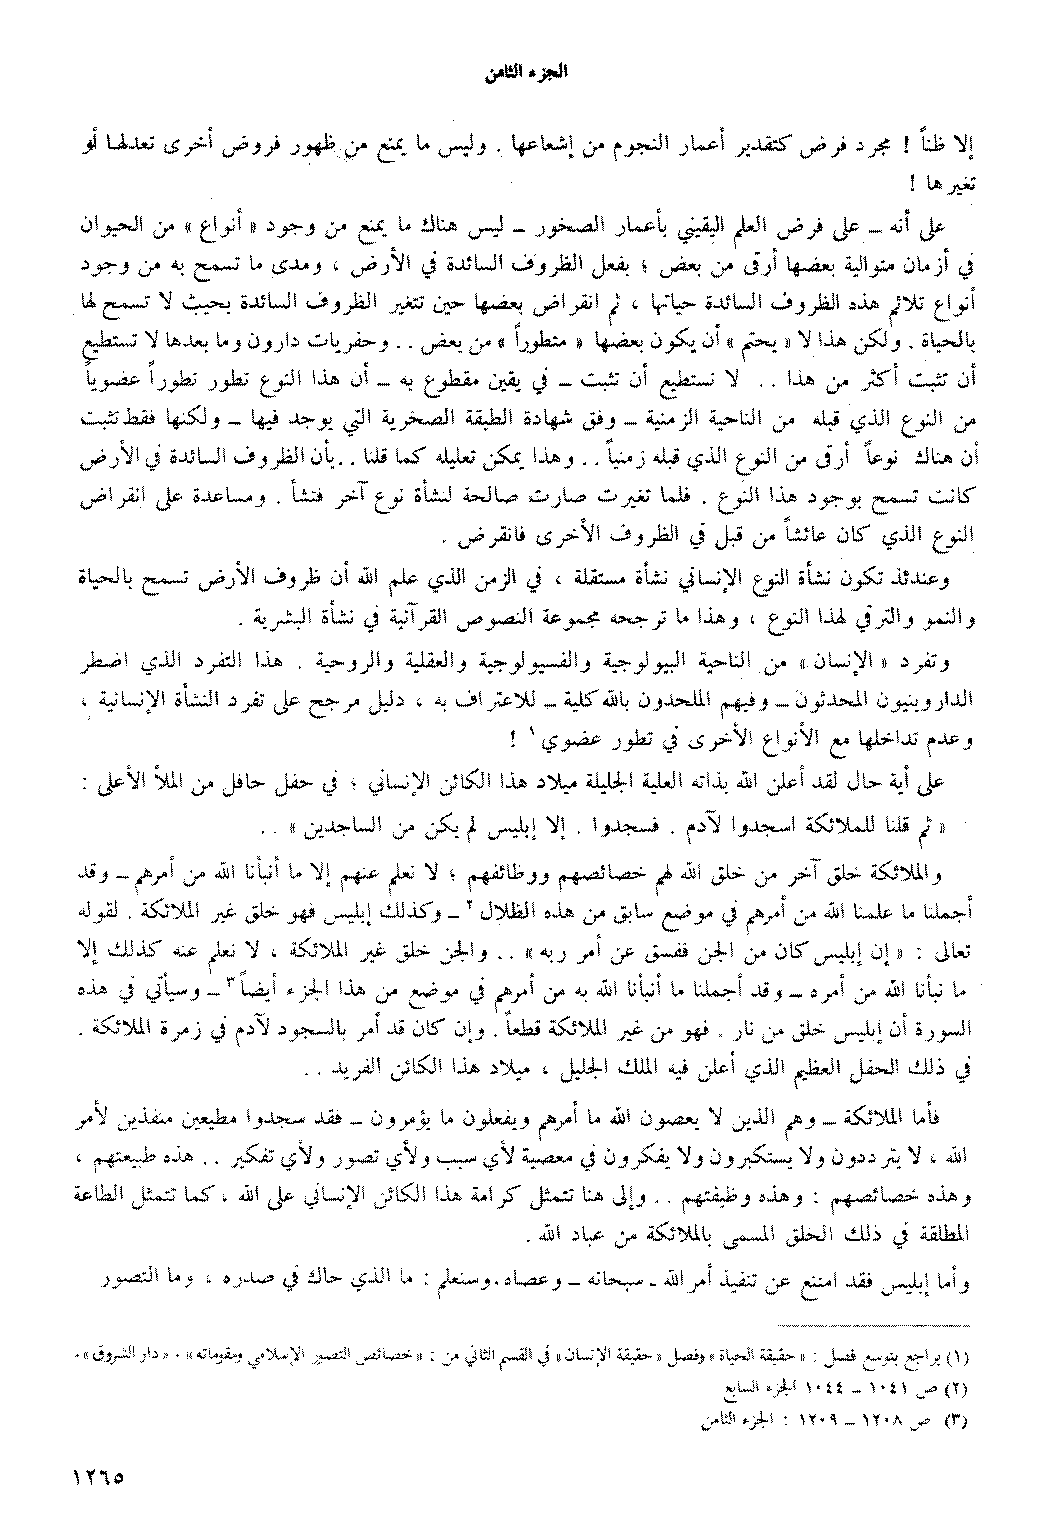 الجزء الثامن
إلا ظناً ! مجرد فرض كتقدير أعمار النجوم من إشعاعها . وليس ما يمنع من ظهور فروض أخرى تعدلها أو
تغيرها !
على أنه – على فرض العلم اليقيني بأعمار الصخور – ليس هناك ما يمنع من وجود « أنواع » من الحيوان
في أزمان متوالية بعضها أرقى من بعض ؛ بفعل الظروف السائدة في الأرض ، ومدى ما تسمح به من وجود
أنواع تلائم هذه الظروف السائدة حياتها ، ثم انقراض بعضها حين تتغير الظروف السائدة بحيث لا تسمح لها
بالحياة . ولكن هذا لا « يحتم » أن يكون بعضها « متطوراً » من بعض . . وحفريات دارون وما بعدها لا تستطيع
أن تثبت أكثر من هذا . . لا نستطيع أن تثبت – في يقين مقطوع به – أن هذا النوع تطور تطوراً عضوياً
من النوع الذي قبله من الناحية الزمنية – وفق شهادة الطبقة الصخرية التي يوجد فيها – ولكنها فقط تثبت
أن هناك نوعاً أرقى من النوع الذي قبله زمنياً . . وهذا يمكن تعليله كما قلنا . . بأن الظروف السائدة في الأرض
كانت تسمح بوجود هذا النوع . فلما تغيرت صارت صالحة لنشأة نوع آخر فنشأ . ومساعدة على انقراض
النوع الذي كان عائشاً من قبل في الظروف الأخرى فانقرض .
وعندئذ تكون نشأة النوع الإنساني نشأة مستقلة ، في الزمن الذي علم الله أن ظروف الأرض تسمح بالحياة
والنمو والترقي لهذا النوع ، وهذا ما ترجحه مجموعة النصوص القرآنية في نشأة البشرية .
وتفرد « الإنسان » من الناحية البيولوجية والفسيولوجية والعقلية والروحية . هذا التفرد الذي اضطر
الداروينيون المحدثون – وفيهم الملحدون بالله كلية – للاعتراف به ، دليل مرجح على تفرد النشأة الإنسانية ،
وعدم تداخلها مع الأنواع الأخرى في تطور عضوي ١ !
على أية حال لقد أعلن الله بذاته العلية الجليلة ميلاد هذا الكائن الإنساني ؛ في حفل حافل من الملأ الأعلى :
« ثم قلنا للملائكة اسجدوا لآدم . فسجدوا . إلا إبليس لم يكن من الساجدين » . .
والملائكة خلق آخر من خلق الله لهم خصائصهم ووظائفهم ؛ لا نعلم عنهم إلا ما أنبأنا الله من أمرهم – وقد
أجملنا ما علمنا الله من أمرهم في موضع سابق من هذه الظلال ٢ – وكذلك إبليس فهو خلق غير الملائكة . لقوله
تعالى : « إن إبليس كان من الجن ففسق عن أمر ربه » . . والجن خلق غير الملائكة ، لا نعلم عنه كذلك إلا
ما نبأنا الله من أمره – وقد أجملنا ما أنبأنا الله به من أمرهم في موضع من هذا الجزء أيضاً ٣ – وسيأتي في هذه
السورة أن إبليس خلق من نار . فهو من غير الملائكة قطعاً . وإن كان قد أمر بالسجود لآدم في زمرة الملائكة .
في ذلك الحفل العظيم الذي أعلن فيه الملك الجليل ، ميلاد هذا الكائن الفريد . .
فأما الملائكة – وهم الذين لا يعصون الله ما أمرهم ويفعلون ما يؤمرون – فقد سجدوا مطيعين منفذين لأمر
الله ، لا يترددون ولا يستكبرون ولا يفكرون في معصية لأي سبب ولأي تصور ولأي تفكير . . هذه طبيعتهم ،
وهذه خصائصهم : وهذه وظيفتهم . . وإلى هنا تتمثل كرامة هذا الكائن الإنساني على الله ، كما تتمثل الطاعة
المطلقة في ذلك الخلق المسمى بالملائكة من عباد الله .
وأما إبليس فقد امتنع عن تنفيذ أمر الله - سبحانه – وعصاه . وسنعلم : ما الذي حاك في صدره ، وما التصور
(١) يراجع بتوسع فصل : « حقيقة الحياة » وفصل « حقيقة الإنسان » في القسم الثاني من : « خصائص التصور الإسلامي ومقوماته » . « دار الشروق » .
(٢) ص ١٠٤١ – ١٠٤٤ الجزء السابع
(٣) ص ١٢٠٨ – ١٢٠٩ : الجزء الثامن
١٢٦٥